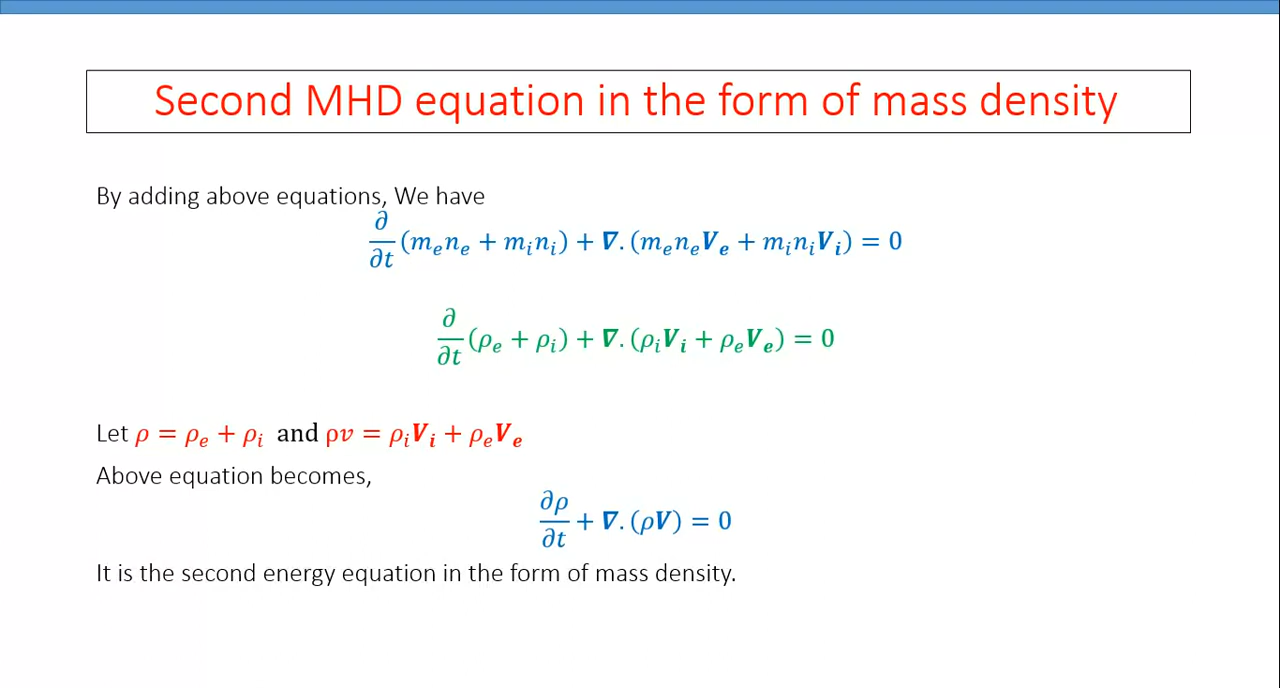 Second MHD equation in the form of mass density
By adding above equations, We have
∂/∂t (mₑnₑ + mᵢnᵢ) + 𝛁. (mₑnₑ𝑽ₑ + mᵢnᵢ𝑽ᵢ) = 0
∂/∂t (ρₑ + ρᵢ) + 𝛁. (ρᵢ𝑽ᵢ + ρₑ𝑽ₑ) = 0
Let ρ = ρₑ + ρᵢ and ρv = ρᵢ𝑽ᵢ + ρₑ𝑽ₑ
Above equation becomes,
∂ρ/∂t + 𝛁. (ρ𝑽) = 0
It is the second energy equation in the form of mass density.